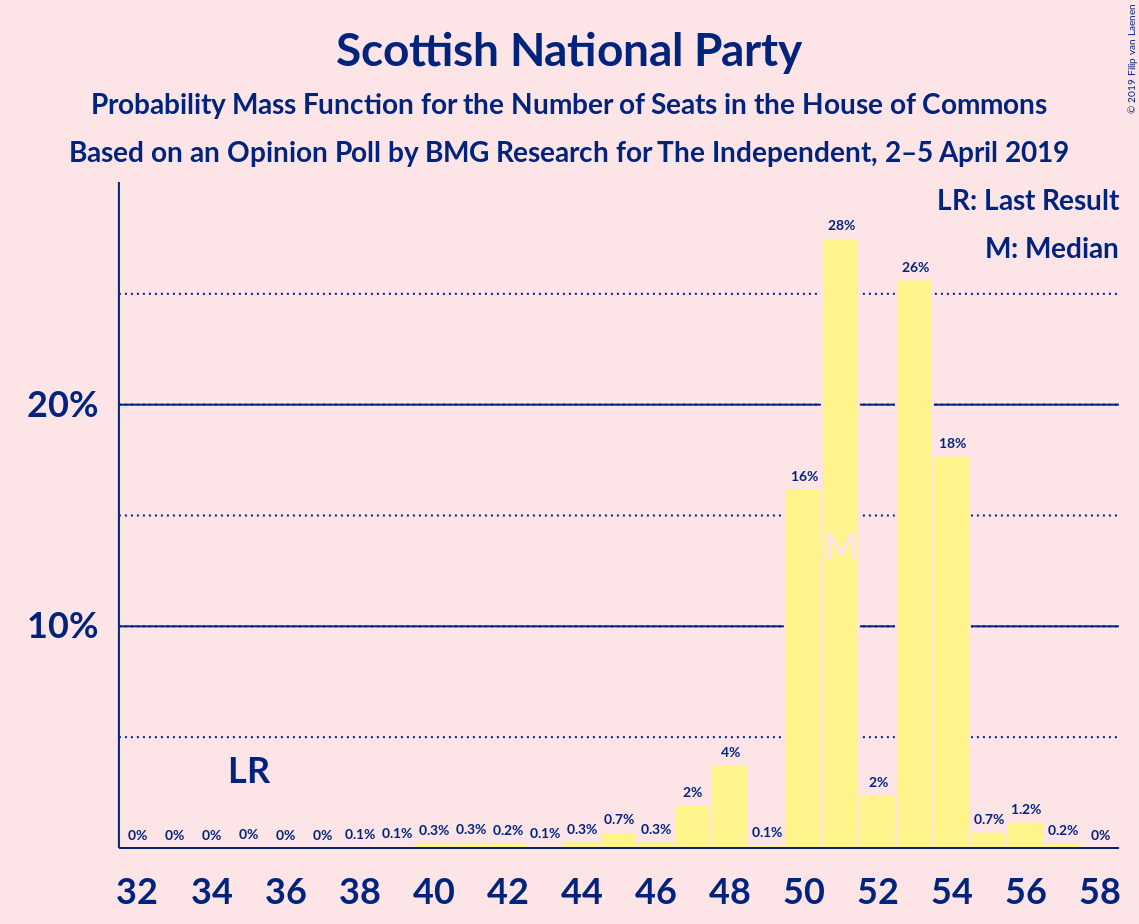 Scottish National Party
Probability Mass Function for the Number of Seats in the House of Commons
Based on an Opinion Poll by BMG Research for The Independent, 2–5 April 2019
© 2019 Filip van Laenen
LR: Last Result
M: Median
28%
26%
20%
18%
16%
M
10%
LR
4%
2%
2%
1.2%
0% 0% 0% 0% 0% 0% 0.1% 0.1% 0.3% 0.3% 0.2% 0.1% 0.3% 0.7% 0.3% 0.1% 0.7% 0.2% 0%
32 34 36 38 40 42 44 46 48 50 52 54 56 58